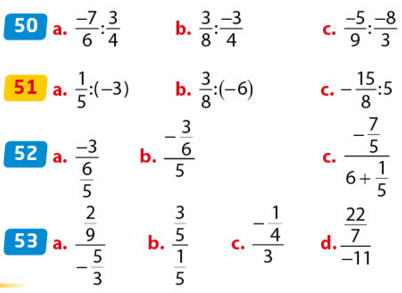 50 a. \frac{-7}{6}:\frac{3}{4} b. \frac{3}{8}:\frac{-3}{4} c. \frac{-5}{9}:\frac{-8}{3}
51 a. \frac{1}{5}:(-3) b. \frac{3}{8}:(-6) c. -\frac{15}{8}:5
52 a. \frac{-3}{\frac{6}{5}} b. \frac{-\frac{3}{6}}{5} c. \frac{-\frac{7}{5}}{6+\frac{1}{5}}
53 a. \frac{\frac{2}{9}}{-\frac{5}{3}} b. \frac{\frac{3}{5}}{\frac{1}{5}} c. \frac{-\frac{1}{4}}{3} d. \frac{\frac{22}{7}}{-11}